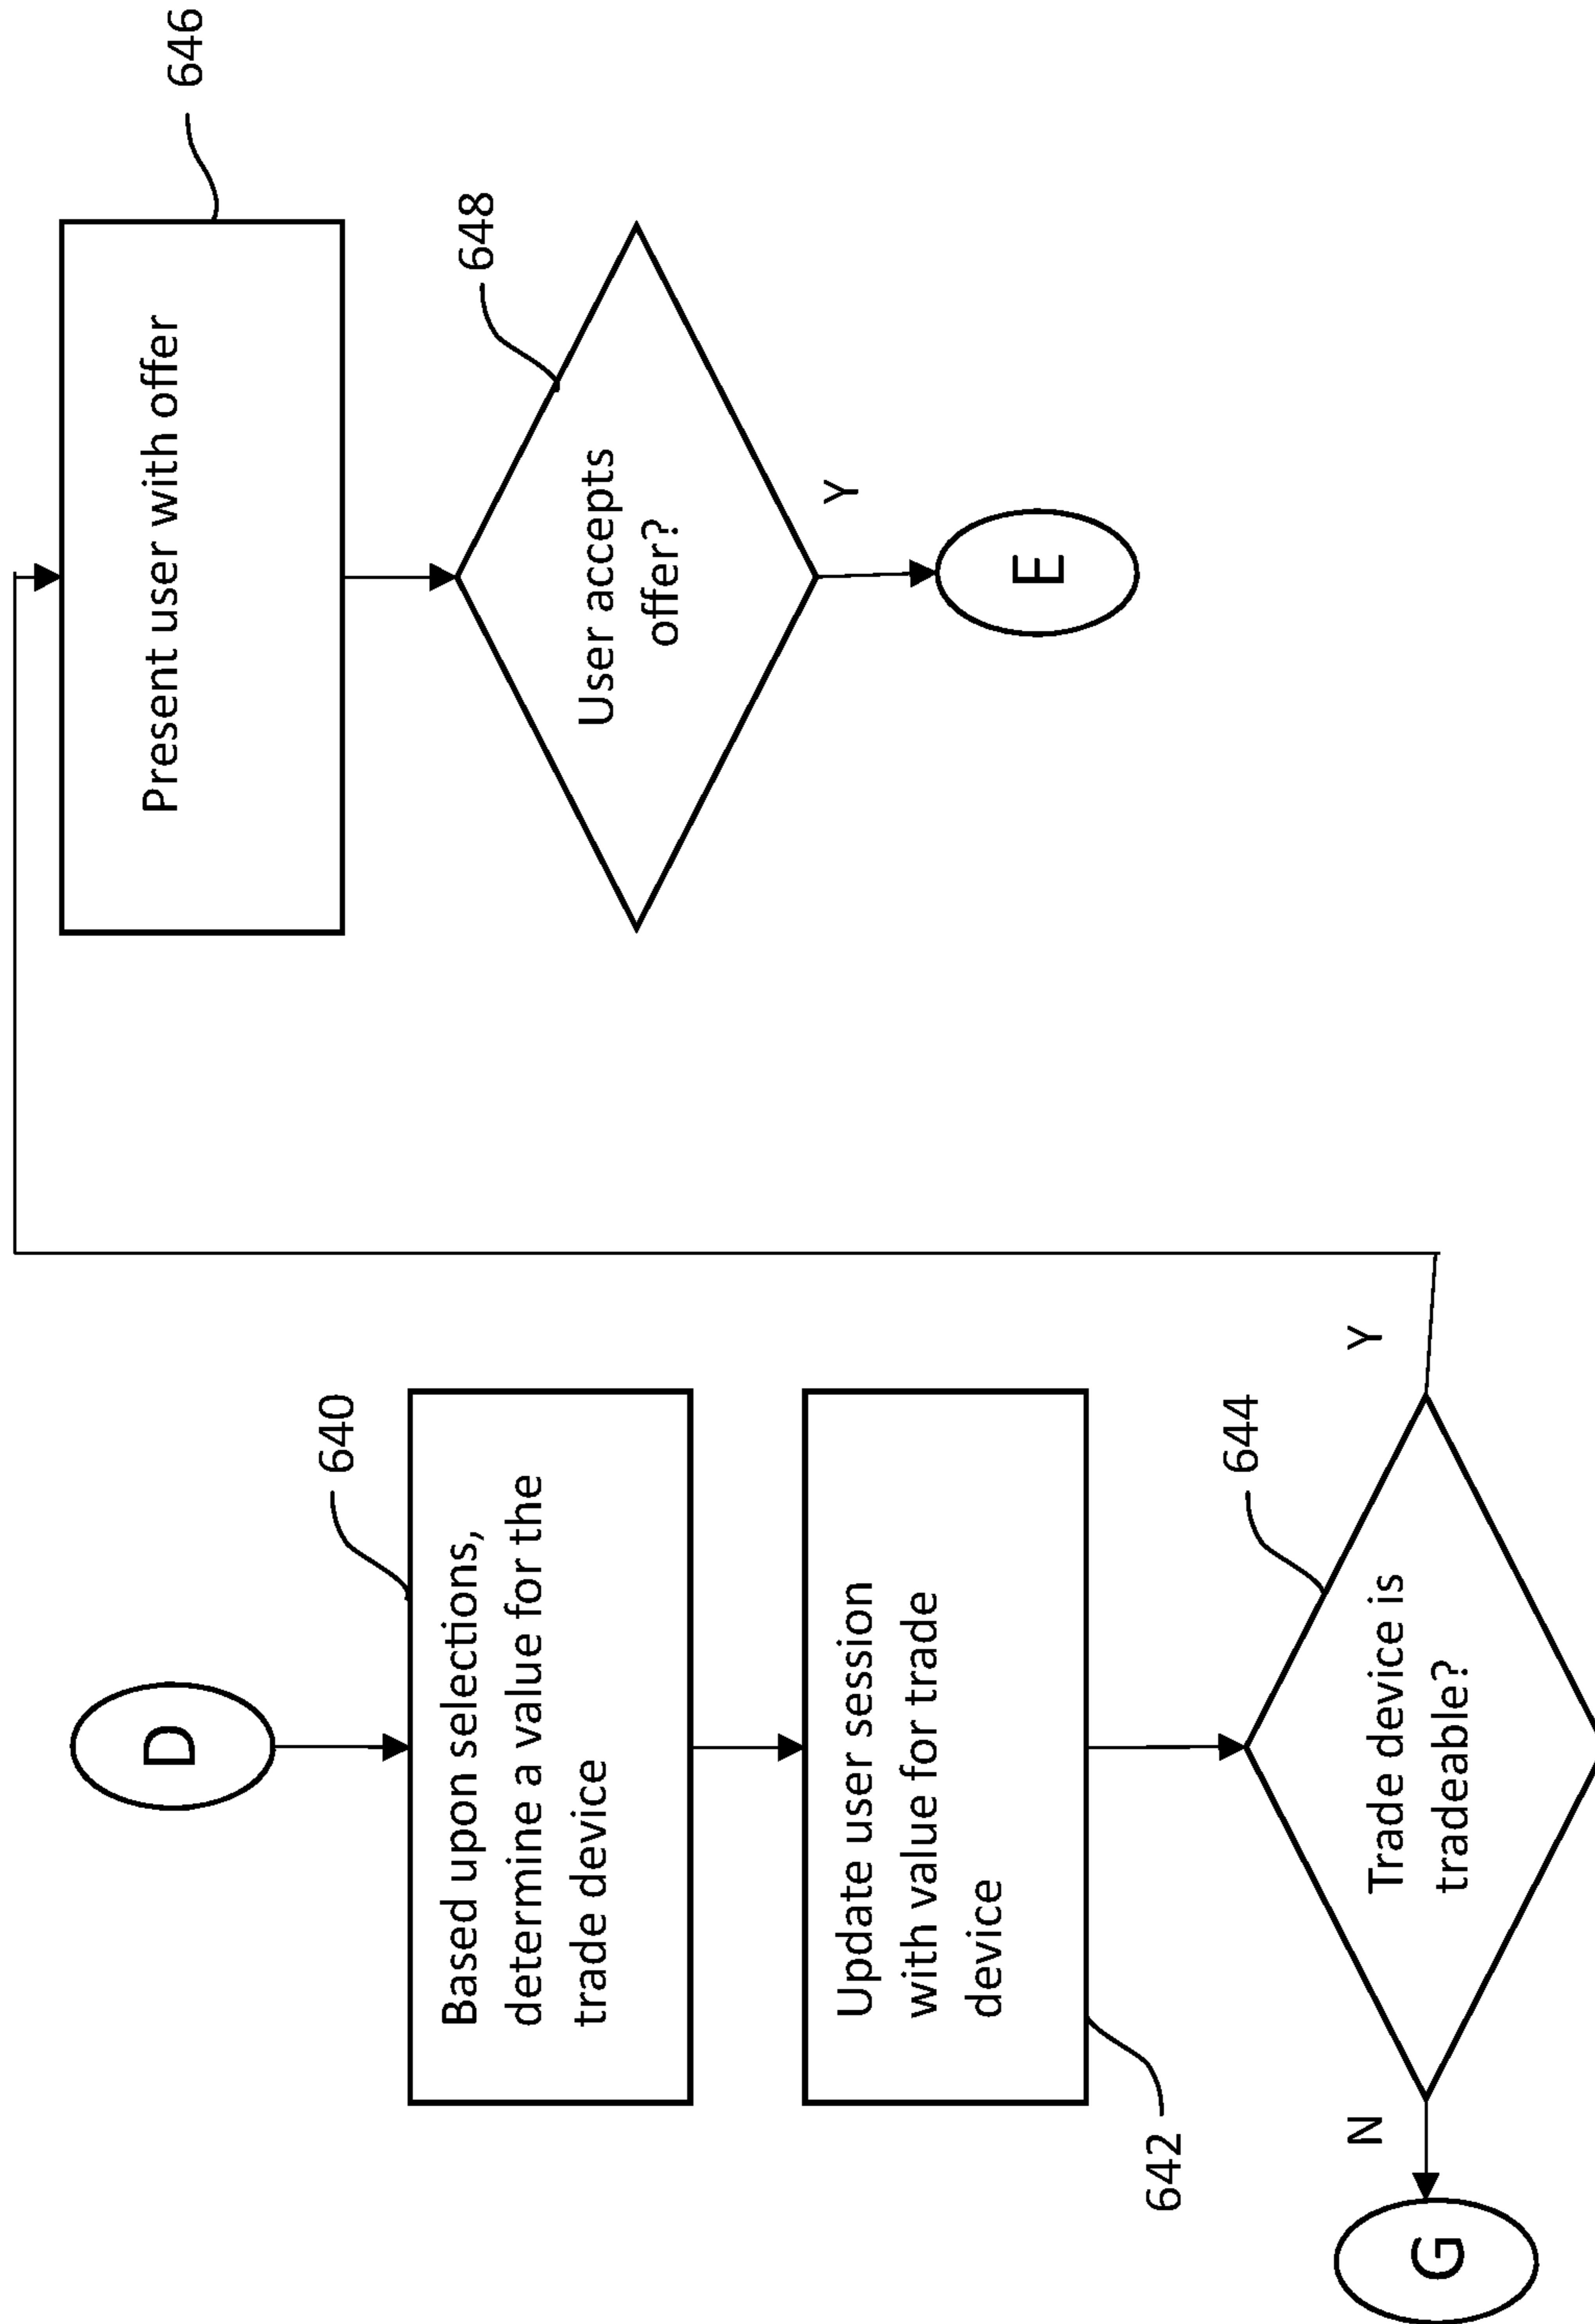 D
640
Based upon selections,
determine a value for the
trade device
Update user session
with value for trade
device
642
644
Trade device is
tradeable?
N
Y
G
646
Present user with offer
648
User accepts
offer?
Y
E